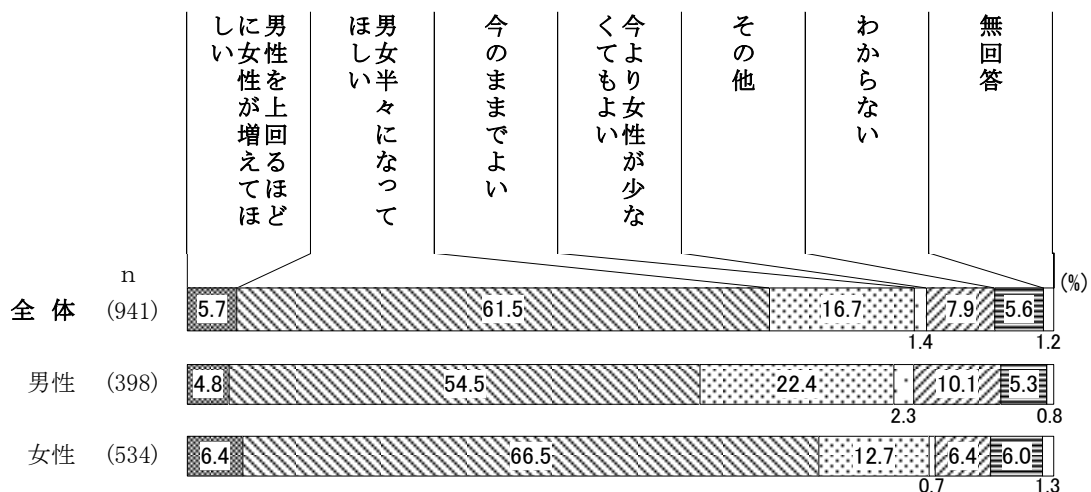 男性を上回るほど
に女性が増えてほ
しい
男女半々になって
ほしい
今のままでよい
今より女性が少な
くてもよい
その他
わからない
無回答
n
(%)
全 体 (941) 5.7 61.5 16.7 1.4 7.9 5.6 1.2
男性 (398) 4.8 54.5 22.4 2.3 10.1 5.3 0.8
女性 (534) 6.4 66.5 12.7 0.7 6.4 6.0 1.3